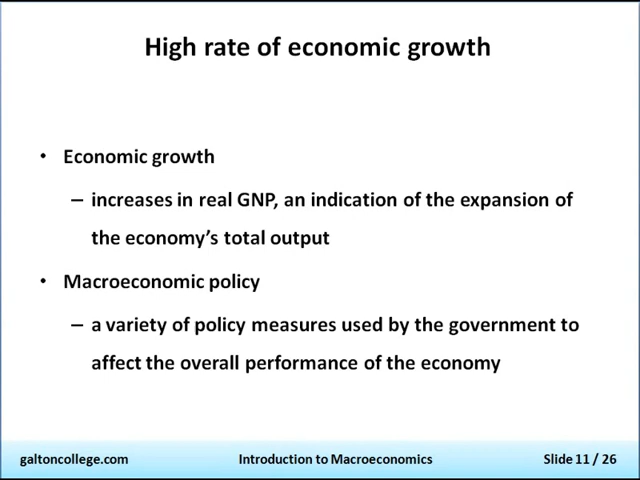 High rate of economic growth
• Economic growth
– increases in real GNP, an indication of the expansion of
the economy’s total output
• Macroeconomic policy
– a variety of policy measures used by the government to
affect the overall performance of the economy
galtoncollege.com Introduction to Macroeconomics Slide 11 / 26